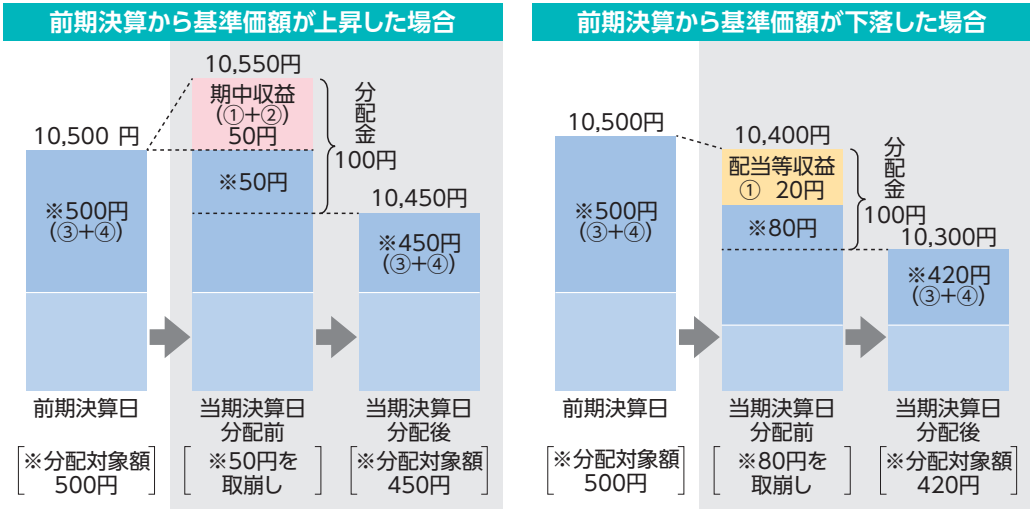 前期決算から基準価額が上昇した場合
10,550円
期中収益
(①+②)
50円
分配金
100円
10,500 円
※500円
(③+④)
※50円
10,450円
※450円
(③+④)
前期決算日
当期決算日
分配前
当期決算日
分配後
※分配対象額
500円
※50円を
取崩し
※分配対象額
450円
前期決算から基準価額が下落した場合
10,500円
10,400円
配当等収益
① 20円
分配金
100円
※500円
(③+④)
※80円
10,300円
※420円
(③+④)
前期決算日
当期決算日
分配前
当期決算日
分配後
※分配対象額
500円
※80円を
取崩し
※分配対象額
420円